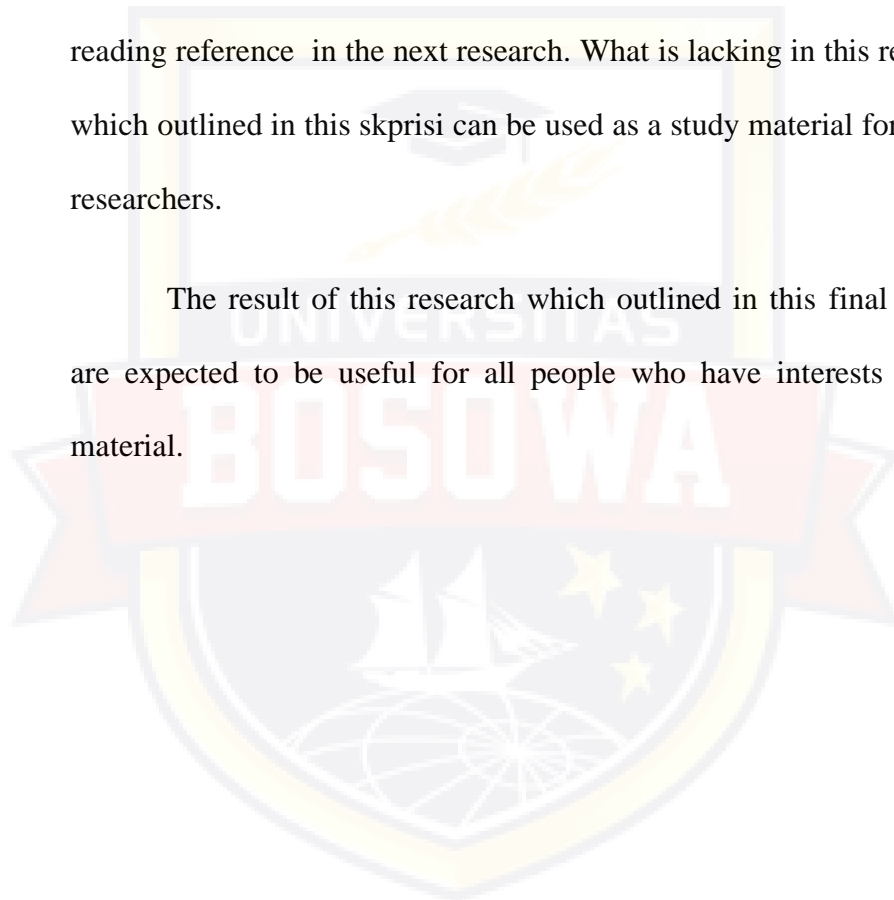 reading reference in the next research. What is lacking in this re
which outlined in this skprisi can be used as a study material for
researchers.
The result of this research which outlined in this final
are expected to be useful for all people who have interests
material.
UNIVERSITAS
BOSOWA